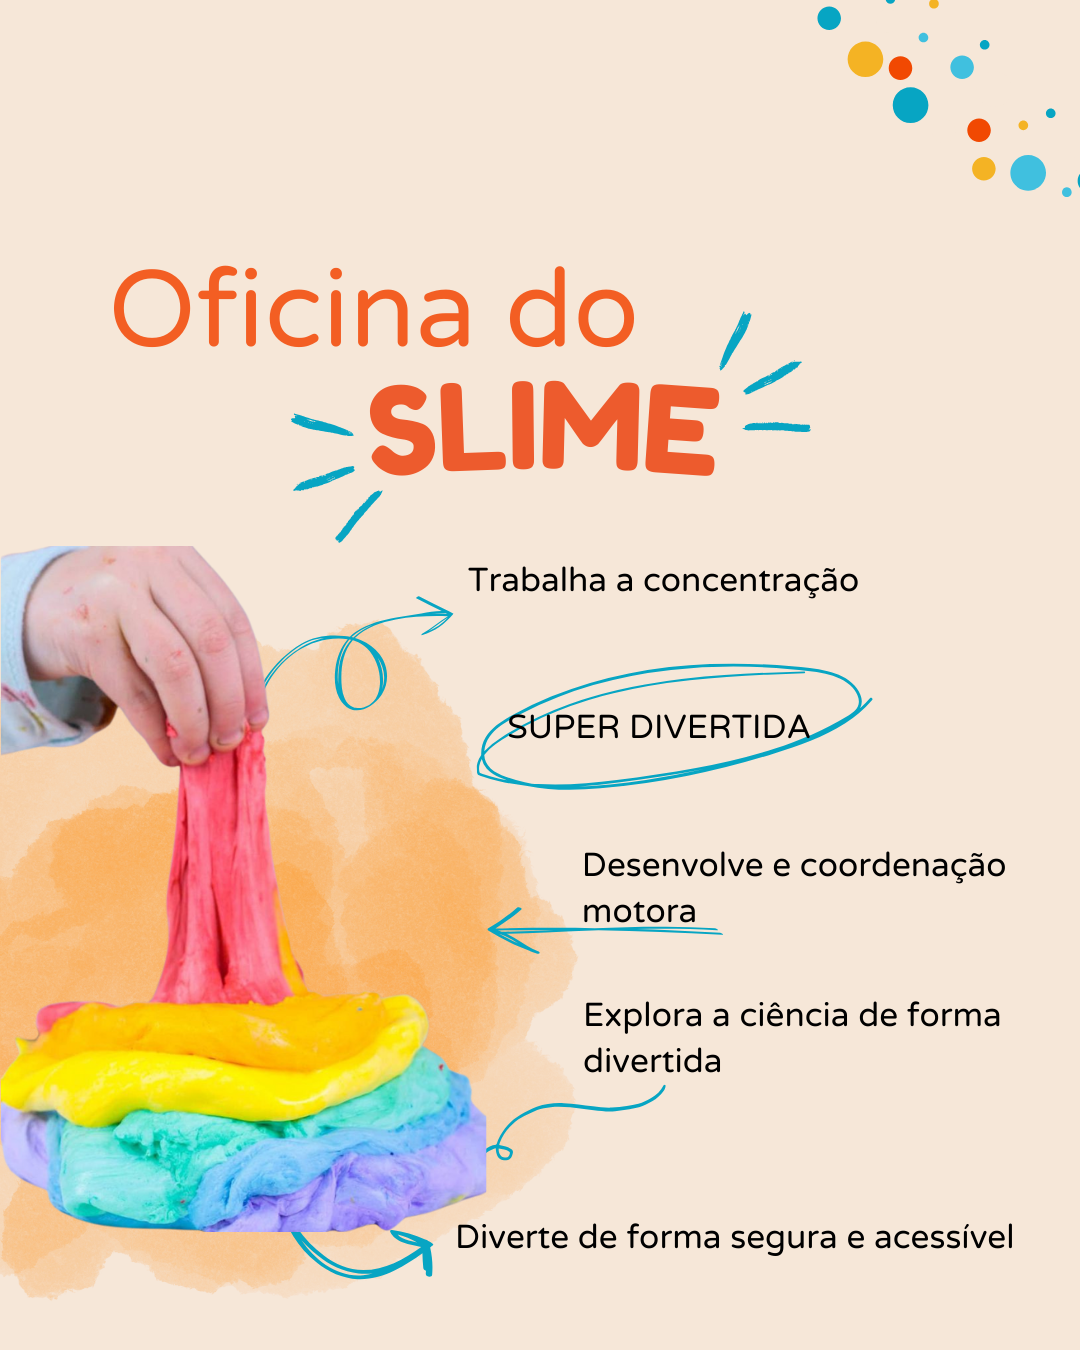 Oficina do
SLIME
Trabalha a concentração
SUPER DIVERTIDA
Desenvolve e coordenação
motora
Explora a ciência de forma
divertida
Diverte de forma segura e acessível